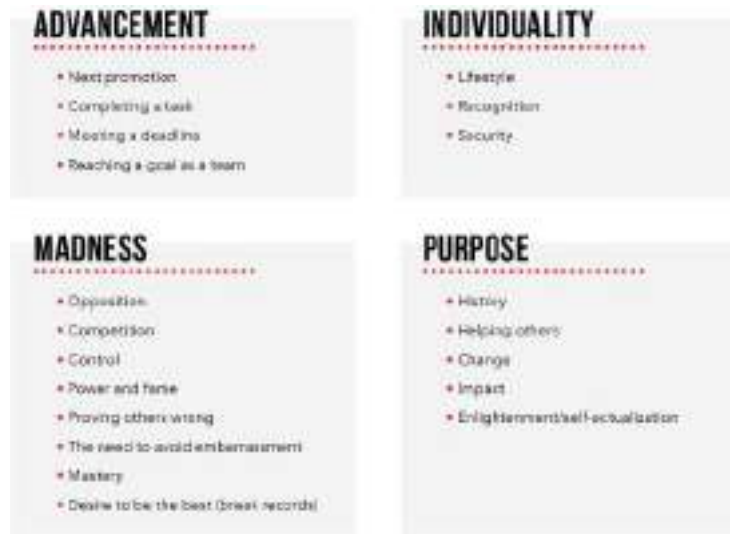 ADVANCEMENT
• Next promotion
• Completing a task
• Meeting a deadline
• Reaching a goal as a team
INDIVIDUALITY
• Lifestyle
• Recognition
• Security
MADNESS
• Opposition
• Competition
• Control
• Power and fame
• Proving others wrong
• The need to avoid embarrassment
• Mastery
• Desire to be the best (break records)
PURPOSE
• History
• Helping others
• Change
• Impact
• Enlightenment/self-actualization